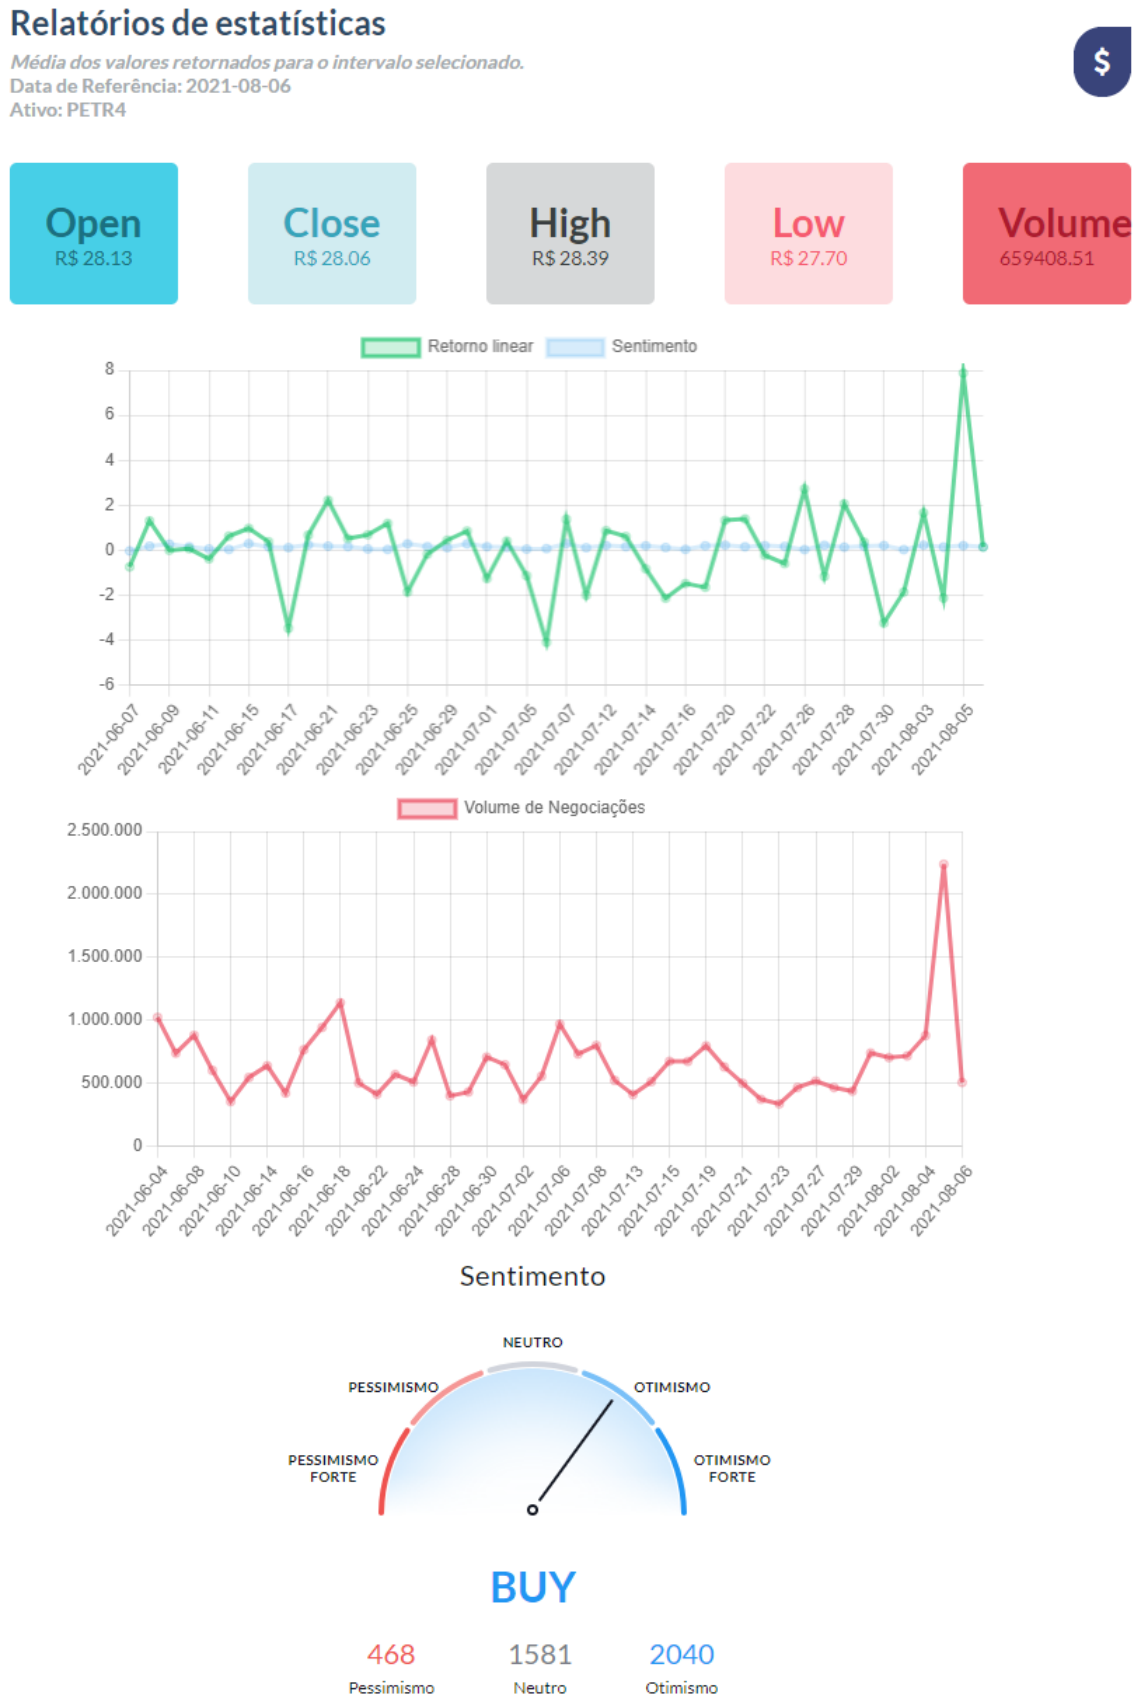 Relatórios de estatísticas
Média dos valores retornados para o intervalo selecionado.
Data de Referência: 2021-08-06
Ativo: PETR4
$
Open
R$ 28.13
Close
R$ 28.06
High
R$ 28.39
Low
R$ 27.70
Volume
659408.51
Retorno linear
Sentimento
8
6
4
2
0
-2
-4
-6
2021-06-07
2021-06-09
2021-06-11
2021-06-15
2021-06-17
2021-06-21
2021-06-23
2021-06-25
2021-06-29
2021-07-01
2021-07-05
2021-07-07
2021-07-12
2021-07-14
2021-07-16
2021-07-20
2021-07-22
2021-07-26
2021-07-28
2021-07-30
2021-08-03
2021-08-05
Volume de Negociações
2.500.000
2.000.000
1.500.000
1.000.000
500.000
0
2021-06-04
2021-06-08
2021-06-10
2021-06-14
2021-06-16
2021-06-18
2021-06-22
2021-06-24
2021-06-28
2021-06-30
2021-07-02
2021-07-06
2021-07-08
2021-07-13
2021-07-15
2021-07-19
2021-07-21
2021-07-23
2021-07-27
2021-07-29
2021-08-02
2021-08-04
2021-08-06
Sentimento
NEUTRO
PESSIMISMO
OTIMISMO
PESSIMISMO
FORTE
OTIMISMO
FORTE
BUY
468
1581
2040
Pessimismo
Neutro
Otimismo